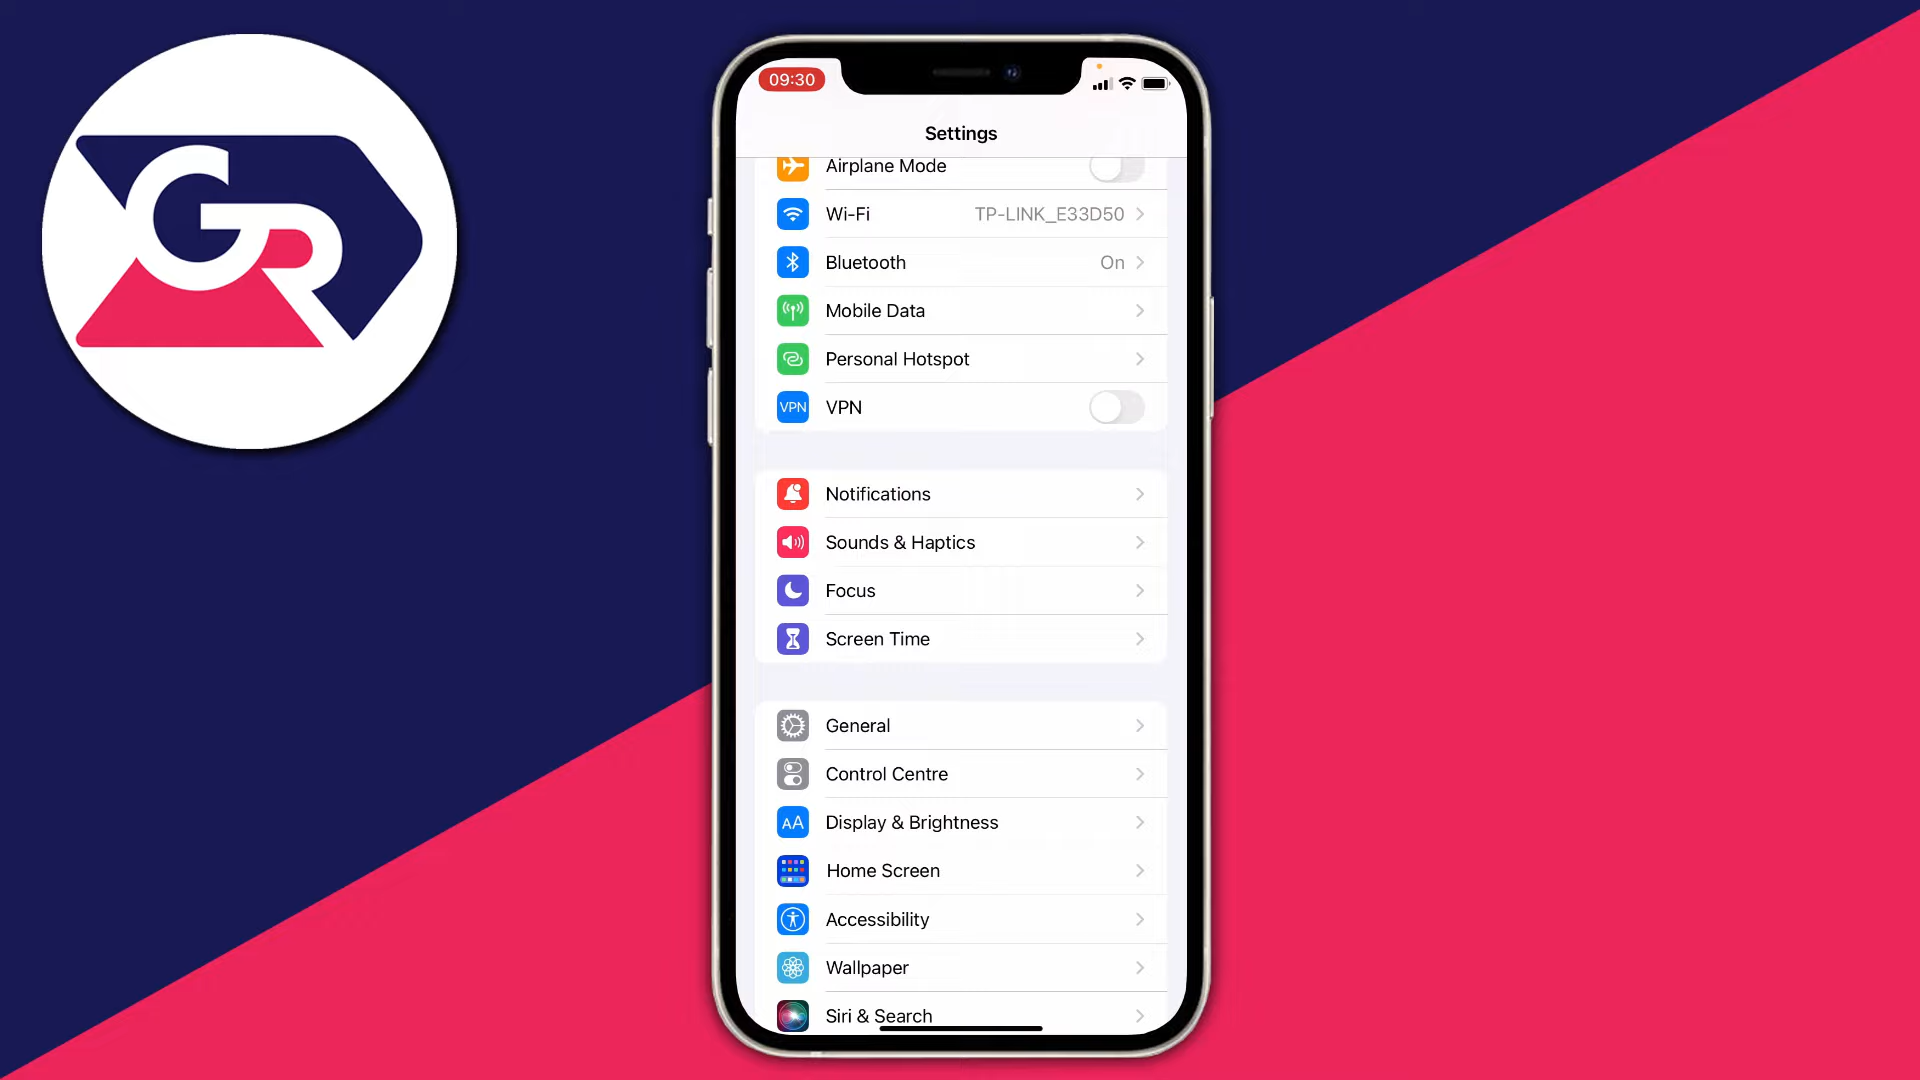 GR
09:30
Settings
Airplane Mode
Wi-Fi TP-LINK_E33D50
Bluetooth On
Mobile Data
Personal Hotspot
VPN VPN
Notifications
Sounds & Haptics
Focus
Screen Time
General
Control Centre
AA Display & Brightness
Home Screen
Accessibility
Wallpaper
Siri & Search